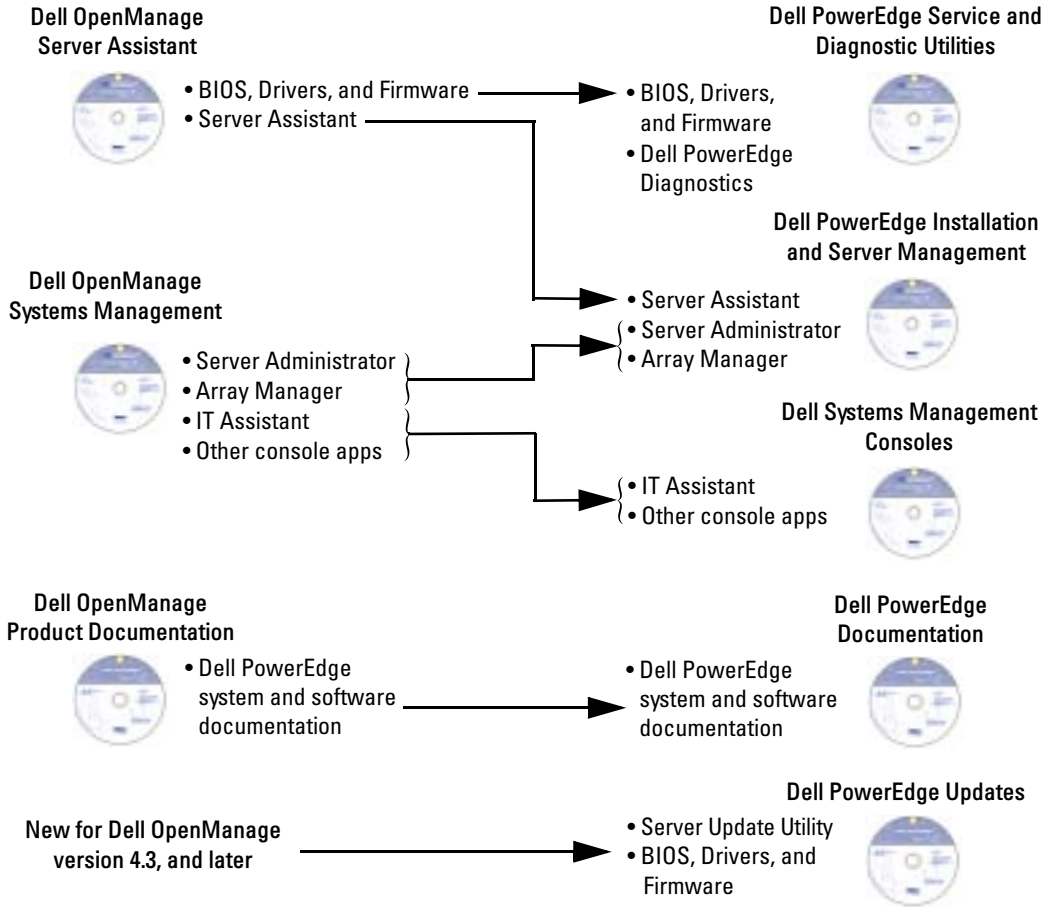 Dell OpenManage
Server Assistant
• BIOS, Drivers, and Firmware
• Server Assistant
Dell PowerEdge Service and
Diagnostic Utilities
• BIOS, Drivers,
and Firmware
• Dell PowerEdge
Diagnostics
Dell PowerEdge Installation
and Server Management
• Server Assistant
• Server Administrator
• Array Manager
Dell OpenManage
Systems Management
• Server Administrator
• Array Manager
• IT Assistant
• Other console apps
Dell Systems Management
Consoles
• IT Assistant
• Other console apps
Dell OpenManage
Product Documentation
• Dell PowerEdge
system and software
documentation
Dell PowerEdge
Documentation
• Dell PowerEdge
system and software
documentation
New for Dell OpenManage
version 4.3, and later
Dell PowerEdge Updates
• Server Update Utility
• BIOS, Drivers, and
Firmware